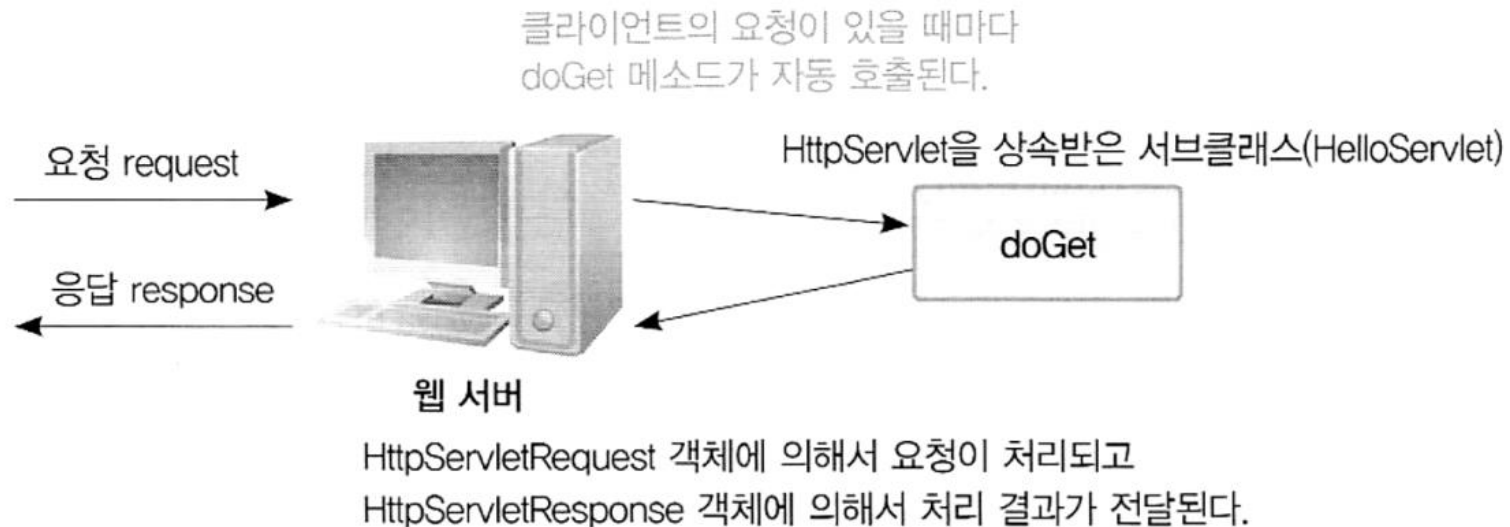 클라이언트의 요청이 있을 때마다
doGet 메소드가 자동 호출된다.
HttpServlet을 상속받은 서브클래스(HelloServlet)
요청 request
doGet
응답 response
웹 서버
HttpServletRequest 객체에 의해서 요청이 처리되고
HttpServletResponse 객체에 의해서 처리 결과가 전달된다.